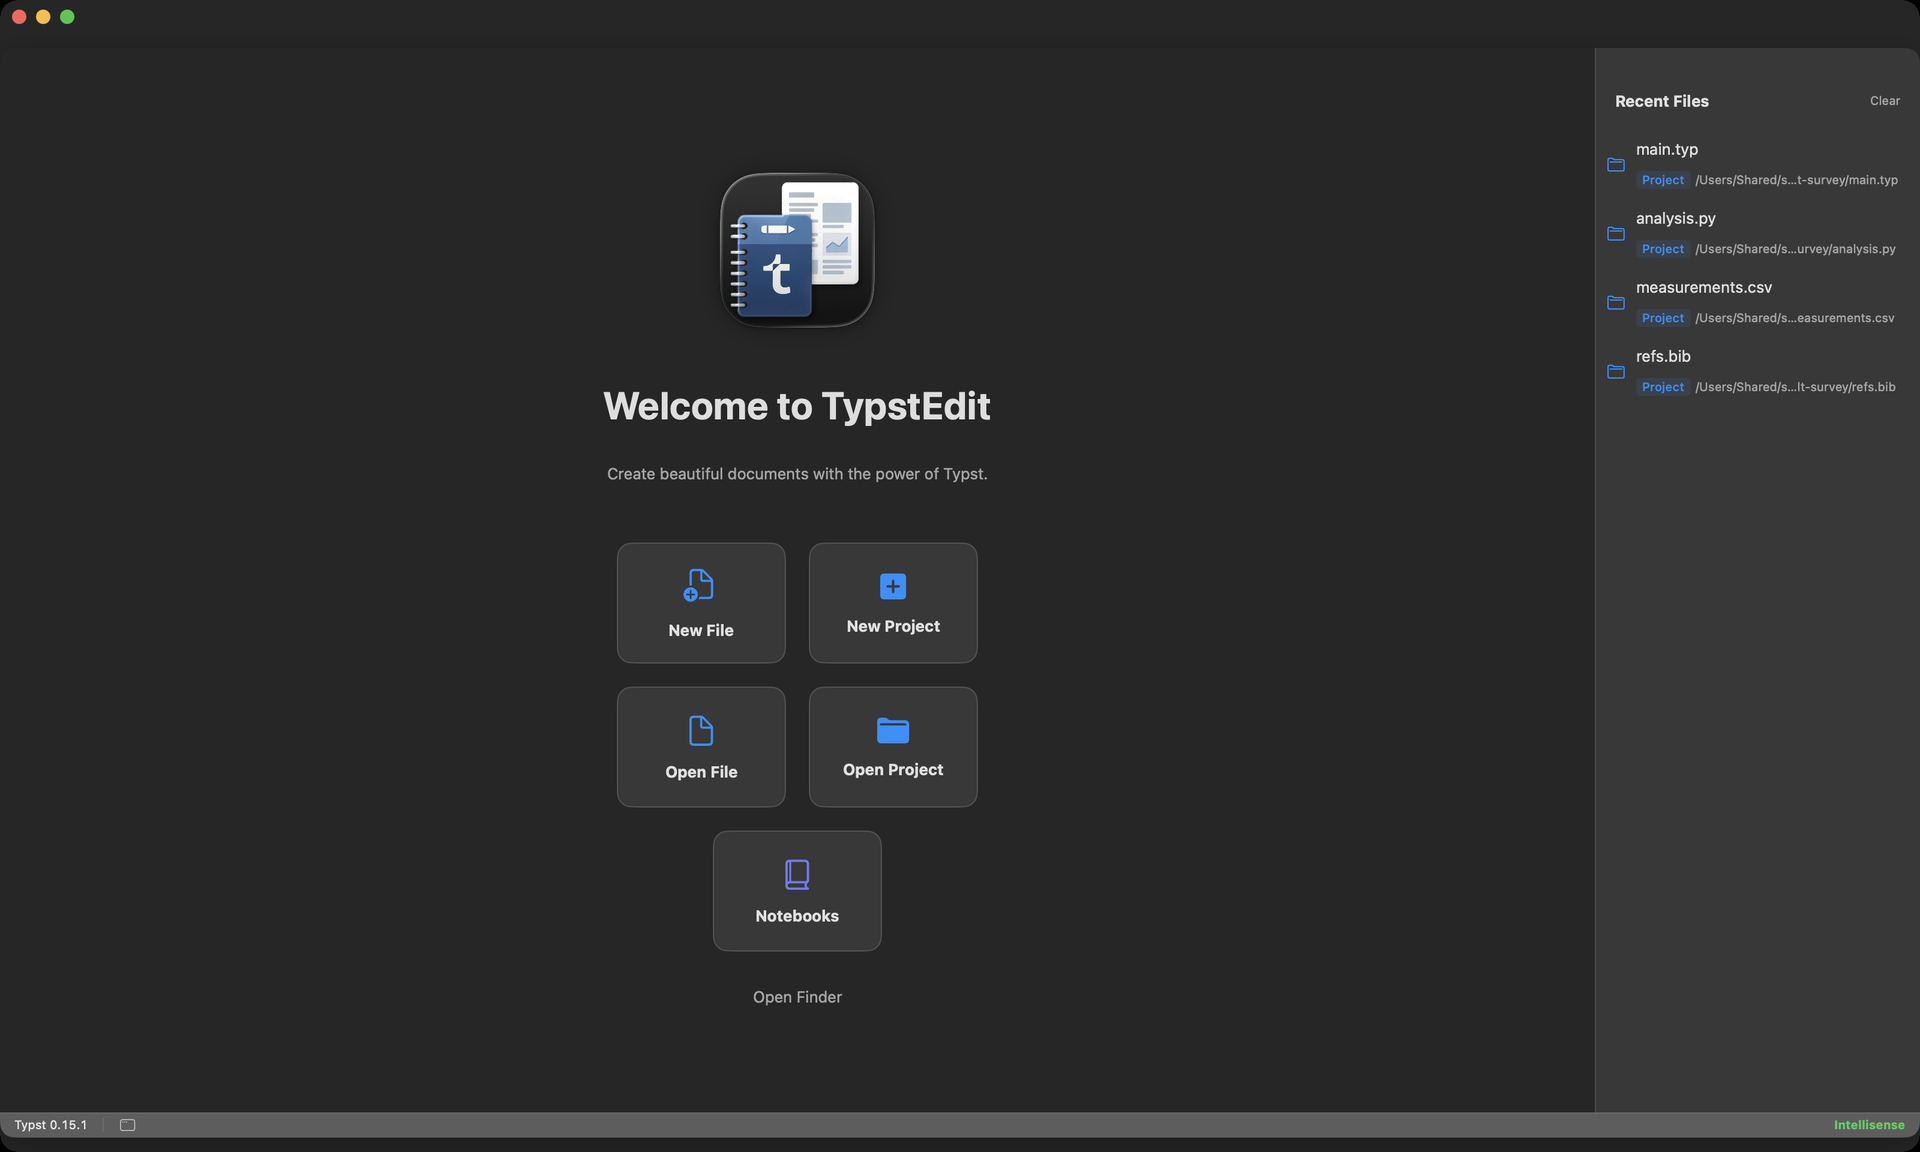 Recent Files
Clear
main.typ
Project /Users/Shared/s...t-survey/main.typ
analysis.py
Project /Users/Shared/s...urvey/analysis.py
measurements.csv
Project /Users/Shared/s...easurements.csv
refs.bib
Project /Users/Shared/s...lt-survey/refs.bib
t
Welcome to TypstEdit
Create beautiful documents with the power of Typst.
New File
New Project
Open File
Open Project
Notebooks
Open Finder
Typst 0.15.1
Intellisense